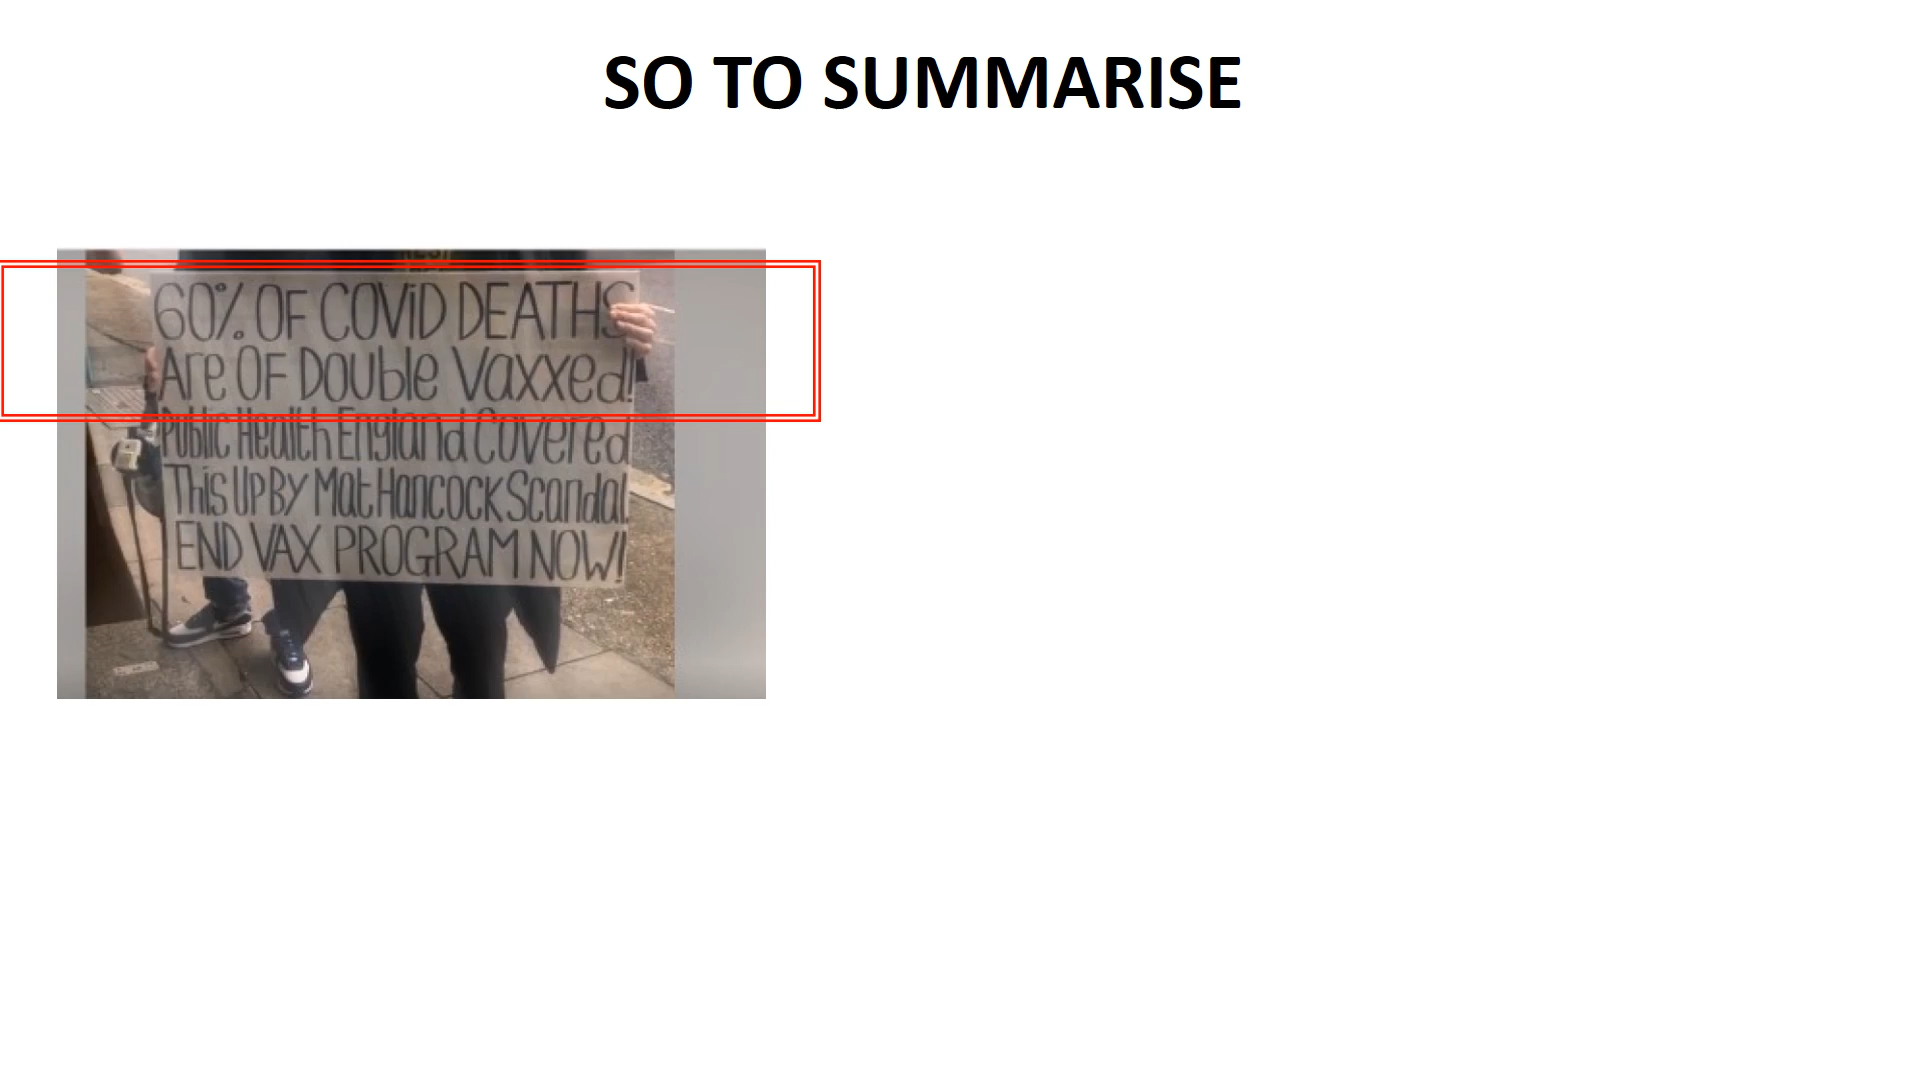 SO TO SUMMARISE
60% OF COVID DEATHS
Are OF Double Vaxxed!
Public Health England Covered
This Up By Mat Hancock Scandal.
END VAX PROGRAM NOW!